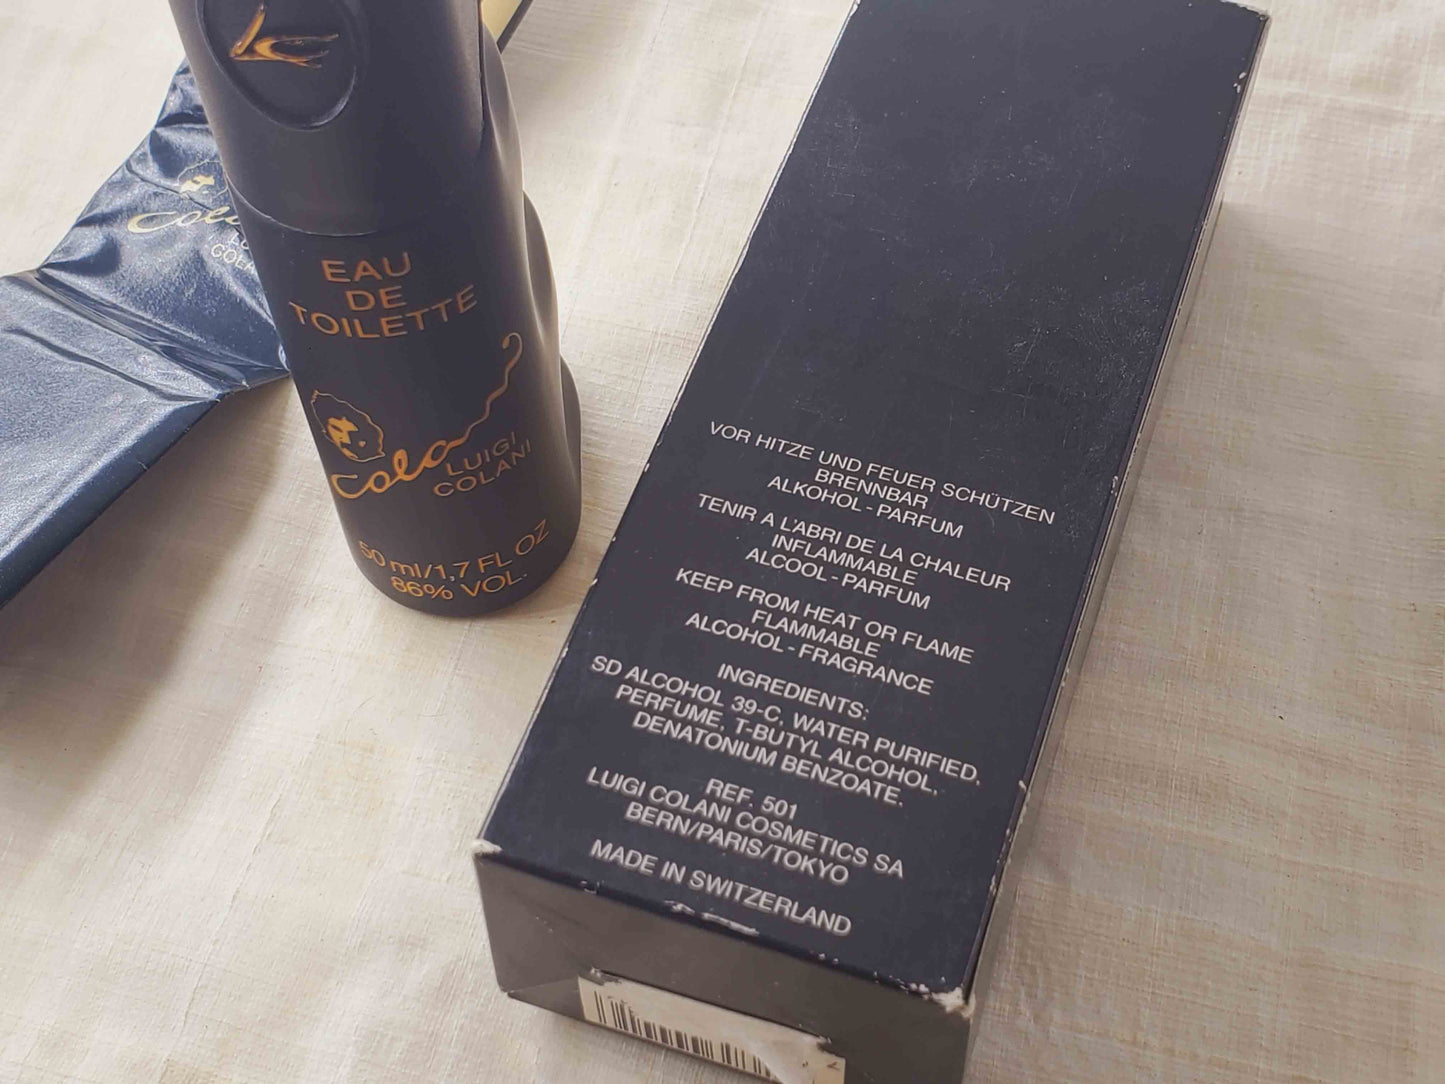 EAU
DE
TOILETTE
Cola
LUIGI
COLANI
50 ml/1,7 FL OZ
86% VOL.
VOR HITZE UND FEUER SCHÜTZEN
BRENNBAR
ALKOHOL - PARFUM
TENIR A L'ABRI DE LA CHALEUR
INFLAMMABLE
ALCOOL - PARFUM
KEEP FROM HEAT OR FLAME
FLAMMABLE
ALCOHOL - FRAGRANCE
INGREDIENTS:
SD ALCOHOL 39-C, WATER PURIFIED,
PERFUME, T-BUTYL ALCOHOL,
DENATONIUM BENZOATE.
REF. 501
LUIGI COLANI COSMETICS SA
BERN/PARIS/TOKYO
MADE IN SWITZERLAND